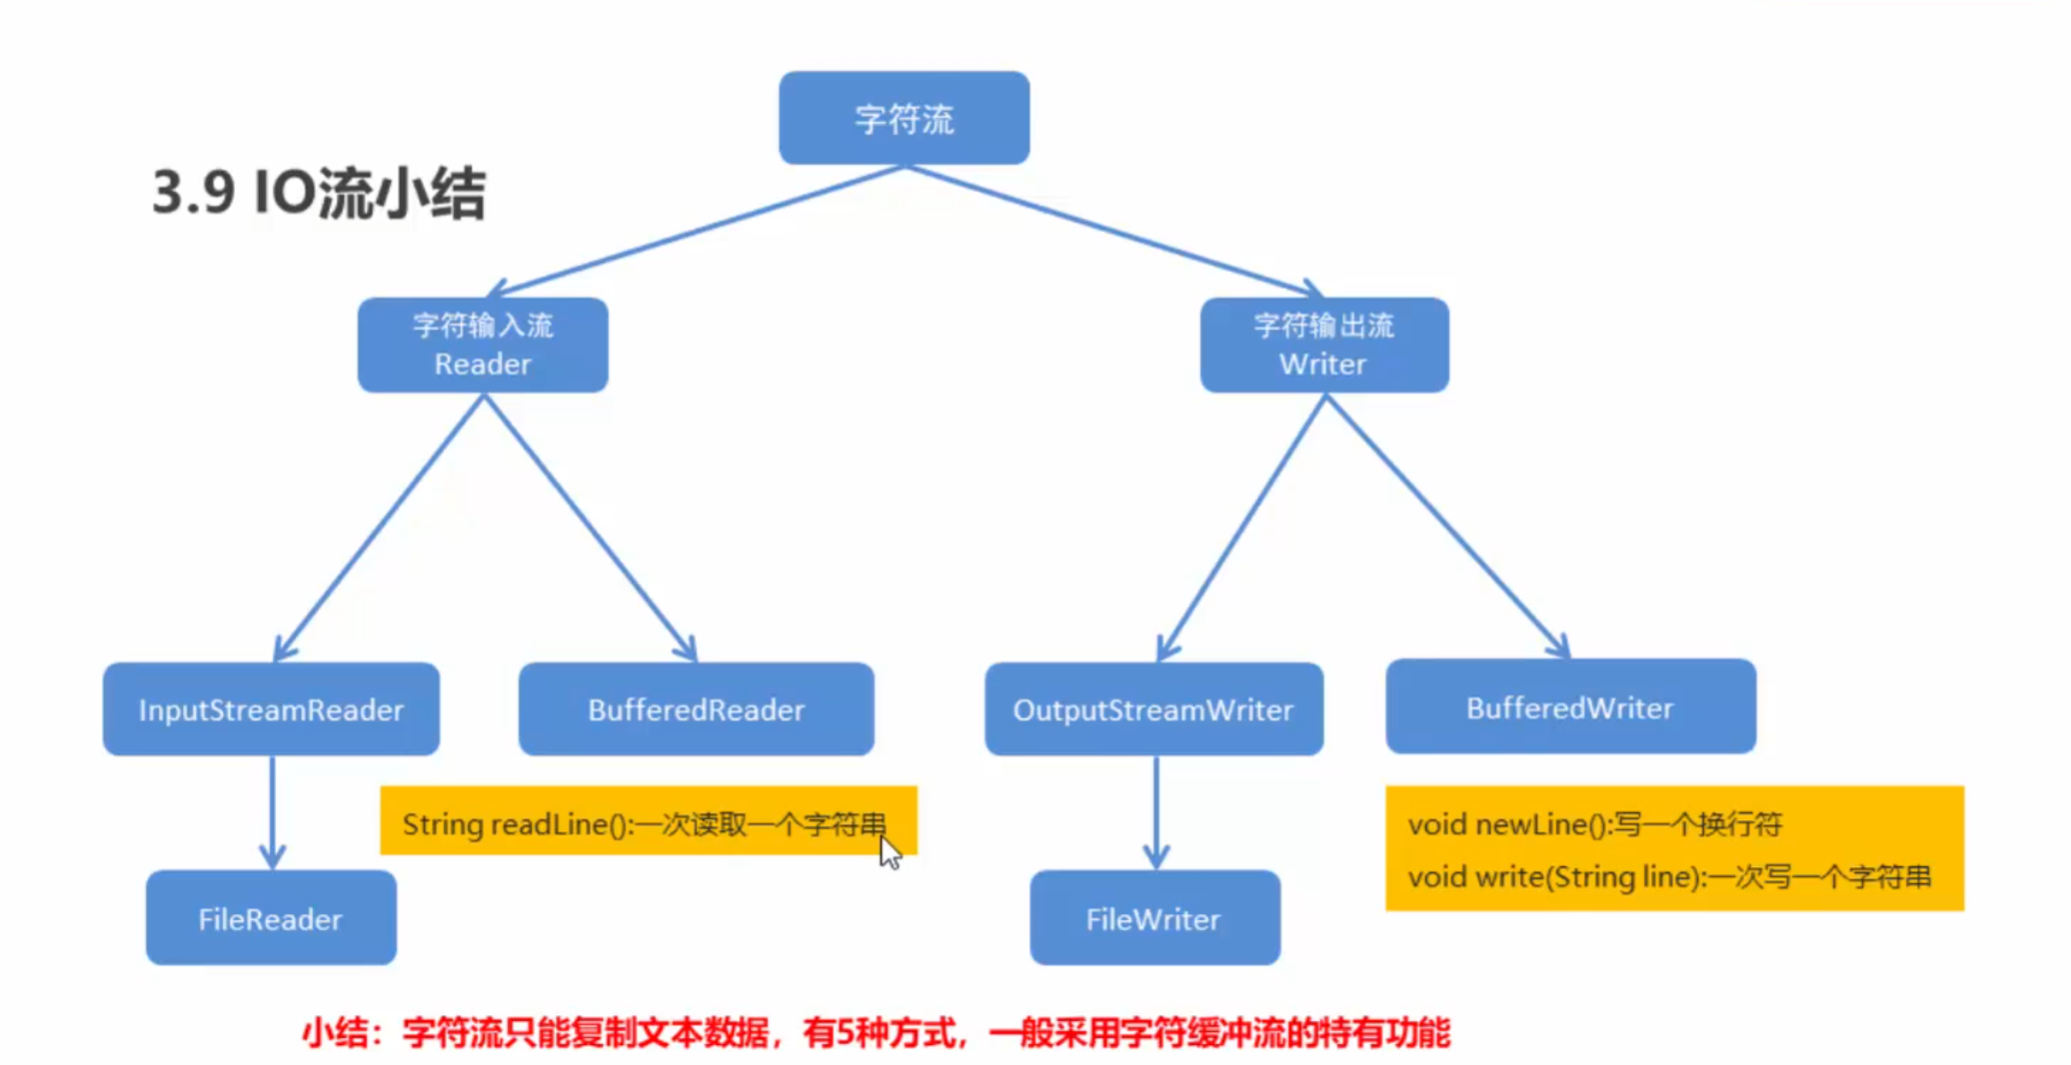 字符流
3.9 IO流小结
字符输入流
Reader
字符输出流
Writer
InputStreamReader
BufferedReader
OutputStreamWriter
BufferedWriter
String readLine():一次读取一个字符串
void newLine():写一个换行符
void write(String line):一次写一个字符串
FileReader
FileWriter
小结：字符流只能复制文本数据，有5种方式，一般采用字符缓冲流的特有功能